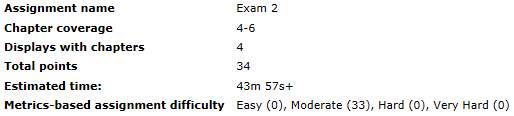 Assignment name Exam 2
Chapter coverage 4-6
Displays with chapters 4
Total points 34
Estimated time: 43m 57s+
Metrics-based assignment difficulty Easy (0), Moderate (33), Hard (0), Very Hard (0)